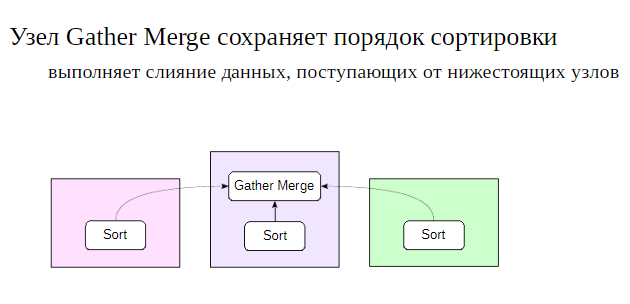 Узел Gather Merge сохраняет порядок сортировки
выполняет слияние данных, поступающих от нижестоящих узлов
Gather Merge
Sort
Sort
Sort